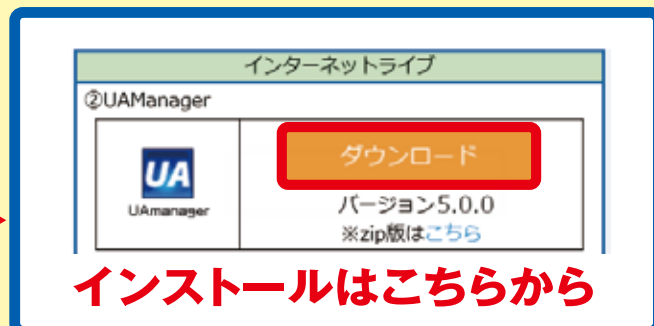 インターネットライブ
②UAManager
UA
UAmanager
ダウンロード
バージョン5.0.0
※zip版はこちら
インストールはこちらから